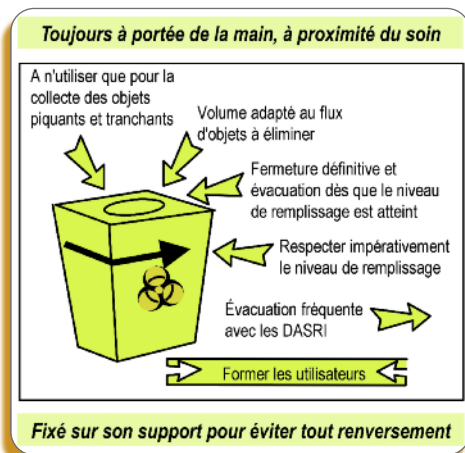 Toujours à portée de la main, à proximité du soin
A n'utiliser que pour la
collecte des objets
piquants et tranchants
Volume adapté au flux
d'objets à éliminer
Fermeture définitive et
évacuation dès que le niveau
de remplissage est atteint
Respecter impérativement
le niveau de remplissage
Évacuation fréquente
avec les DASRI
Former les utilisateurs
Fixé sur son support pour éviter tout renversement